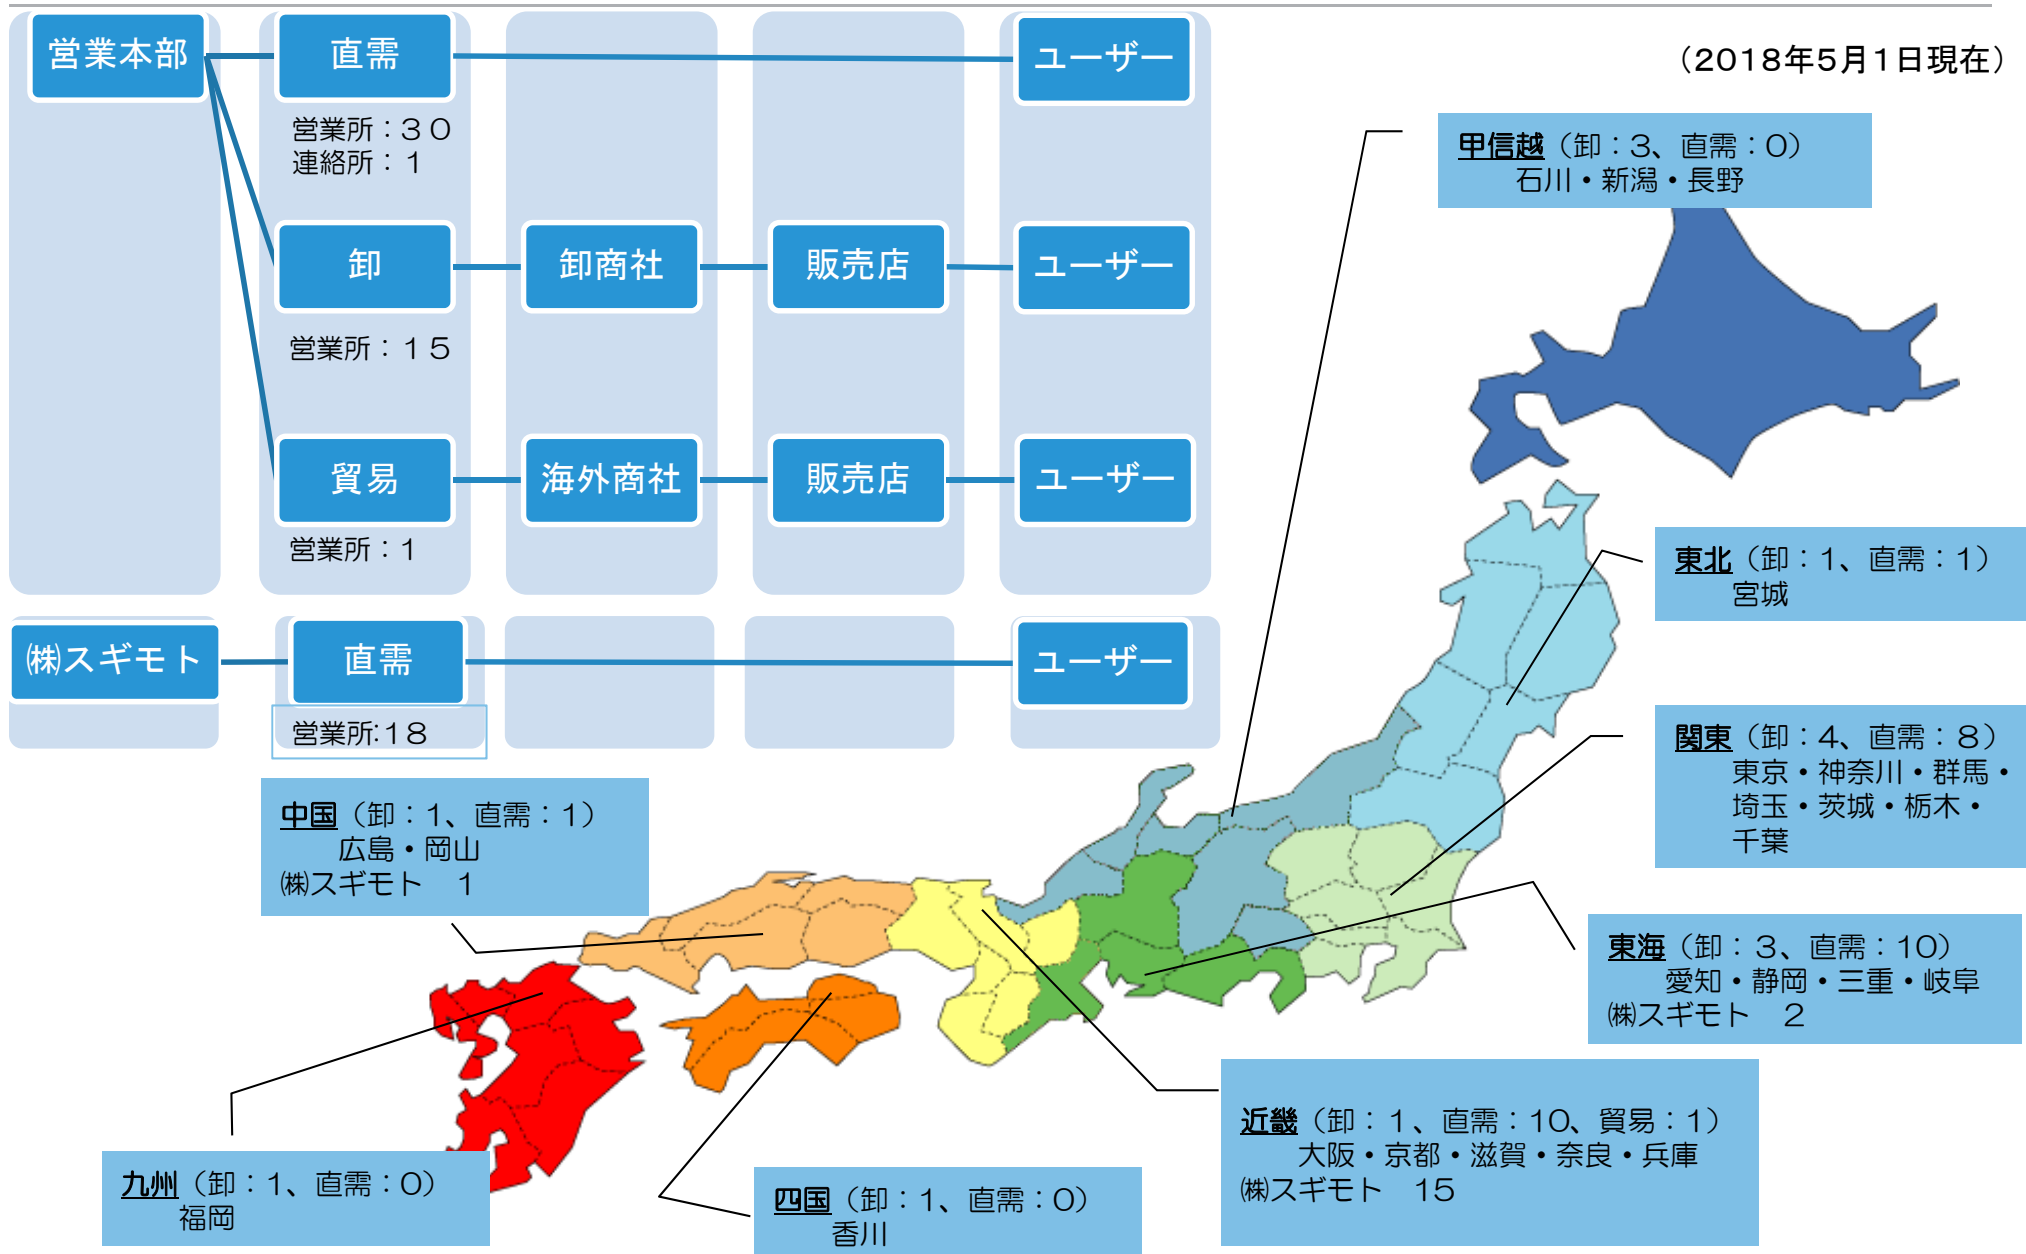 （2018年5月1日現在）
営業本部
直需
ユーザー
営業所：３０
連絡所：１
卸
卸商社
販売店
ユーザー
営業所：１５
貿易
海外商社
販売店
ユーザー
営業所：１
㈱スギモト
直需
ユーザー
営業所:18
甲信越（卸：3、直需：0）
石川・新潟・長野
東北（卸：1、直需：1）
宮城
関東（卸：4、直需：8）
東京・神奈川・群馬・
埼玉・茨城・栃木・
千葉
東海（卸：3、直需：10）
愛知・静岡・三重・岐阜
㈱スギモト　2
近畿（卸：1、直需：10、貿易：1）
大阪・京都・滋賀・奈良・兵庫
㈱スギモト　15
中国（卸：1、直需：1）
広島・岡山
㈱スギモト　1
四国（卸：1、直需：0）
香川
九州（卸：1、直需：0）
福岡